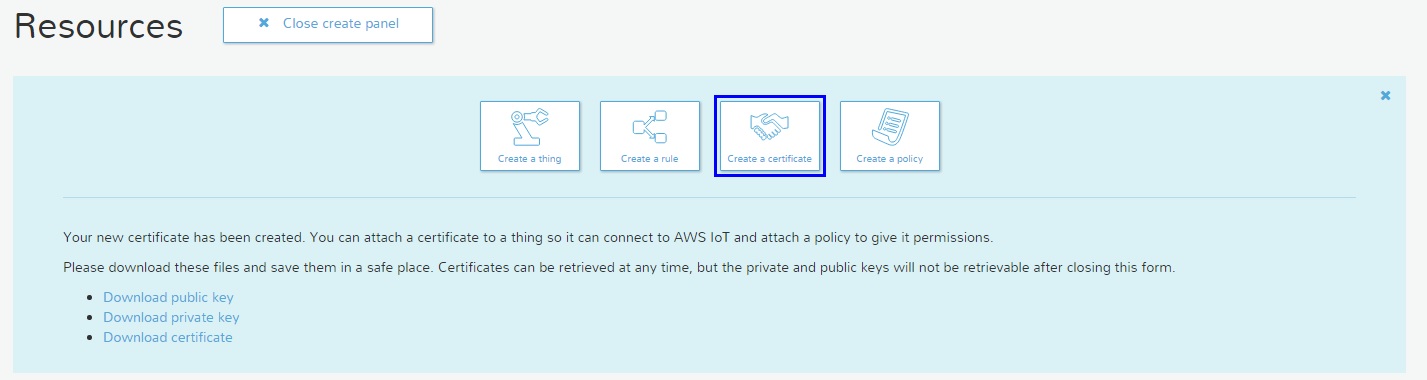 Resources
✖ Close create panel
✖
Create a thing
Create a rule
Create a certificate
Create a policy
Your new certificate has been created. You can attach a certificate to a thing so it can connect to AWS IoT and attach a policy to give it permissions.
Please download these files and save them in a safe place. Certificates can be retrieved at any time, but the private and public keys will not be retrievable after closing this form.
• Download public key
• Download private key
• Download certificate